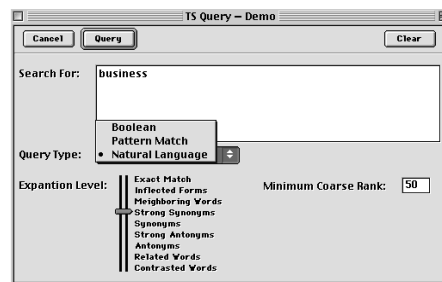 TS Query – Demo
Cancel Query Clear
Search For: business
Boolean
Pattern Match
Query Type: • Natural Language
Expantion Level: Exact Match
Inflected Forms
Minimum Coarse Rank: 50
Neighboring Words
Strong Synonyms
Synonyms
Strong Antonyms
Antonyms
Related Words
Contrasted Words